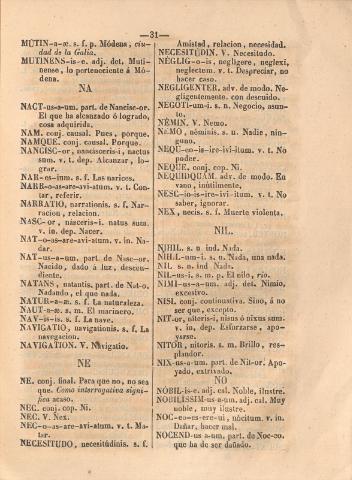 —31—
MÚTIN-a-æ. s. f. p. Módena, ciu-
dad de la Galia.
MUTINENS-is-e. adj. det. Muti-
nense, lo perteneciente á Mó-
dena.
NA
NACT-us-a-um. part. de Nancisc-or.
El que ha alcanzado ó logrado,
cosa adquirida.
NAM. conj. causal. Pues, porque.
NAMQUE. conj. causal. Porque.
NANCISC-or, nancisceris-i, nactus
sum. v. t. dep. Alcanzar, lo-
grar.
NAR-es-ium. s. f. Las narices.
NARR-o-as-are-avi-atum. v. t. Con-
tar, referir.
NARRATIO, narrationis. s. f. Nar-
racion, relacion.
NASC-or, násceris-i. natus sum.
v. in. dep. Nacer.
NAT-o-as-are-avi-atum. v. in. Na-
dar.
NAT-us-a-um. part. de Nasc-or.
Nacido, dado á luz, descen-
diente.
NATANS, natantis. part. de Nat-o.
Nadando, el que nada.
NATUR-a-æ. s. f. La naturaleza.
NAUT-a-æ. s. m. El marinero.
NAV-is-is. s. f. La nave.
NAVIGATIO, navigationis. s. f. La
navegacion.
NAVIGATION. V. Navigatio.
NE
NE. conj. final. Para que no, no sea
que. Como interrogativa signi-
fica acaso.
NEC. conj. cop. Ni.
NEC. V. Nex.
NEC-o-as-are-avi-atum. v. t. Ma-
tar.
NECESITUDO, necesitúdinis. s. f.
Amistad, relacion, necesidad.
NECESITÚDIN. V. Necesitudo.
NÉGLIG-o-is, negligere, neglexi,
neglectum. v. t. Despreciar, no
hacer caso.
NEGLIGENTER, adv. de modo. Ne-
gligentemente. con descuido.
NEGOTI-um-i. s. n. Negocio, asun-
to.
NÉMIN. V. Nemo.
NEMO, néminis. s. u. Nadie, nin-
guno.
NEQU-eo-is-ire-ivi-itum. v. t. No
poder.
NEQUE. conj. cop. Ni.
NEQUIDQUÀM. adv. de modo. En
vano, inútilmente.
NESC-io-is-ire-ivi-itum. v. t. No
saber, ignorar.
NEX, necis. s. f. Muerte violenta.
NIL.
NIHIL. s. n. ind. Nada.
NIHIL-um-i. s. n. Nada, una nada.
NIL. s. n. ind. Nada.
NIL-us-i. s. m. p. El nilo, rio.
NIMI-us-a-um. adj. det. Nimio,
excesivo.
NISI. conj. continuativa. Sino, á no
ser que, excepto.
NIT-or, níteris-i, nisus ó nixus sum.
v. in. dep. Esforzarse, apo-
yarse.
NITOR, nitoris. s. m. Brillo, res-
plandor.
NIX-us-a-um. part. de Nit-or. Apo-
yado, extrivado.
NO
NÓBIL-is-e. adj. cal. Noble, ilustre.
NOBILISSIM-us-a-um. adj. cal. Muy
noble, muy ilustre.
NOC-eo-es-ere-ui, nócitum. v. in.
Dañar, hacer mal.
NOCEND-us a-um. part. de Noc-eo.
que ha de ser dañado.